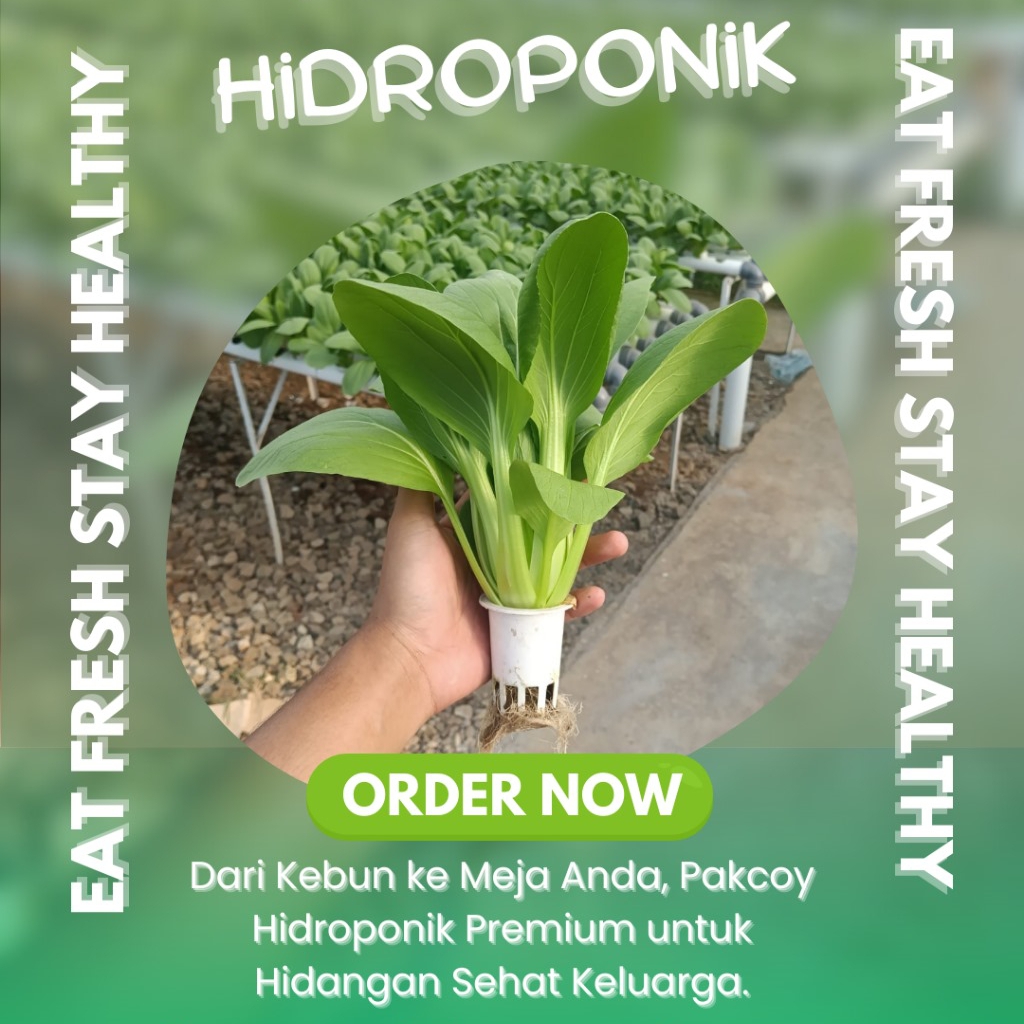 HiDROPONiK
EAT FRESH STAY HEALTHY
EAT FRESH STAY HEALTHY
ORDER NOW
Dari Kebun ke Meja Anda, Pakcoy
Hidroponik Premium untuk
Hidangan Sehat Keluarga.